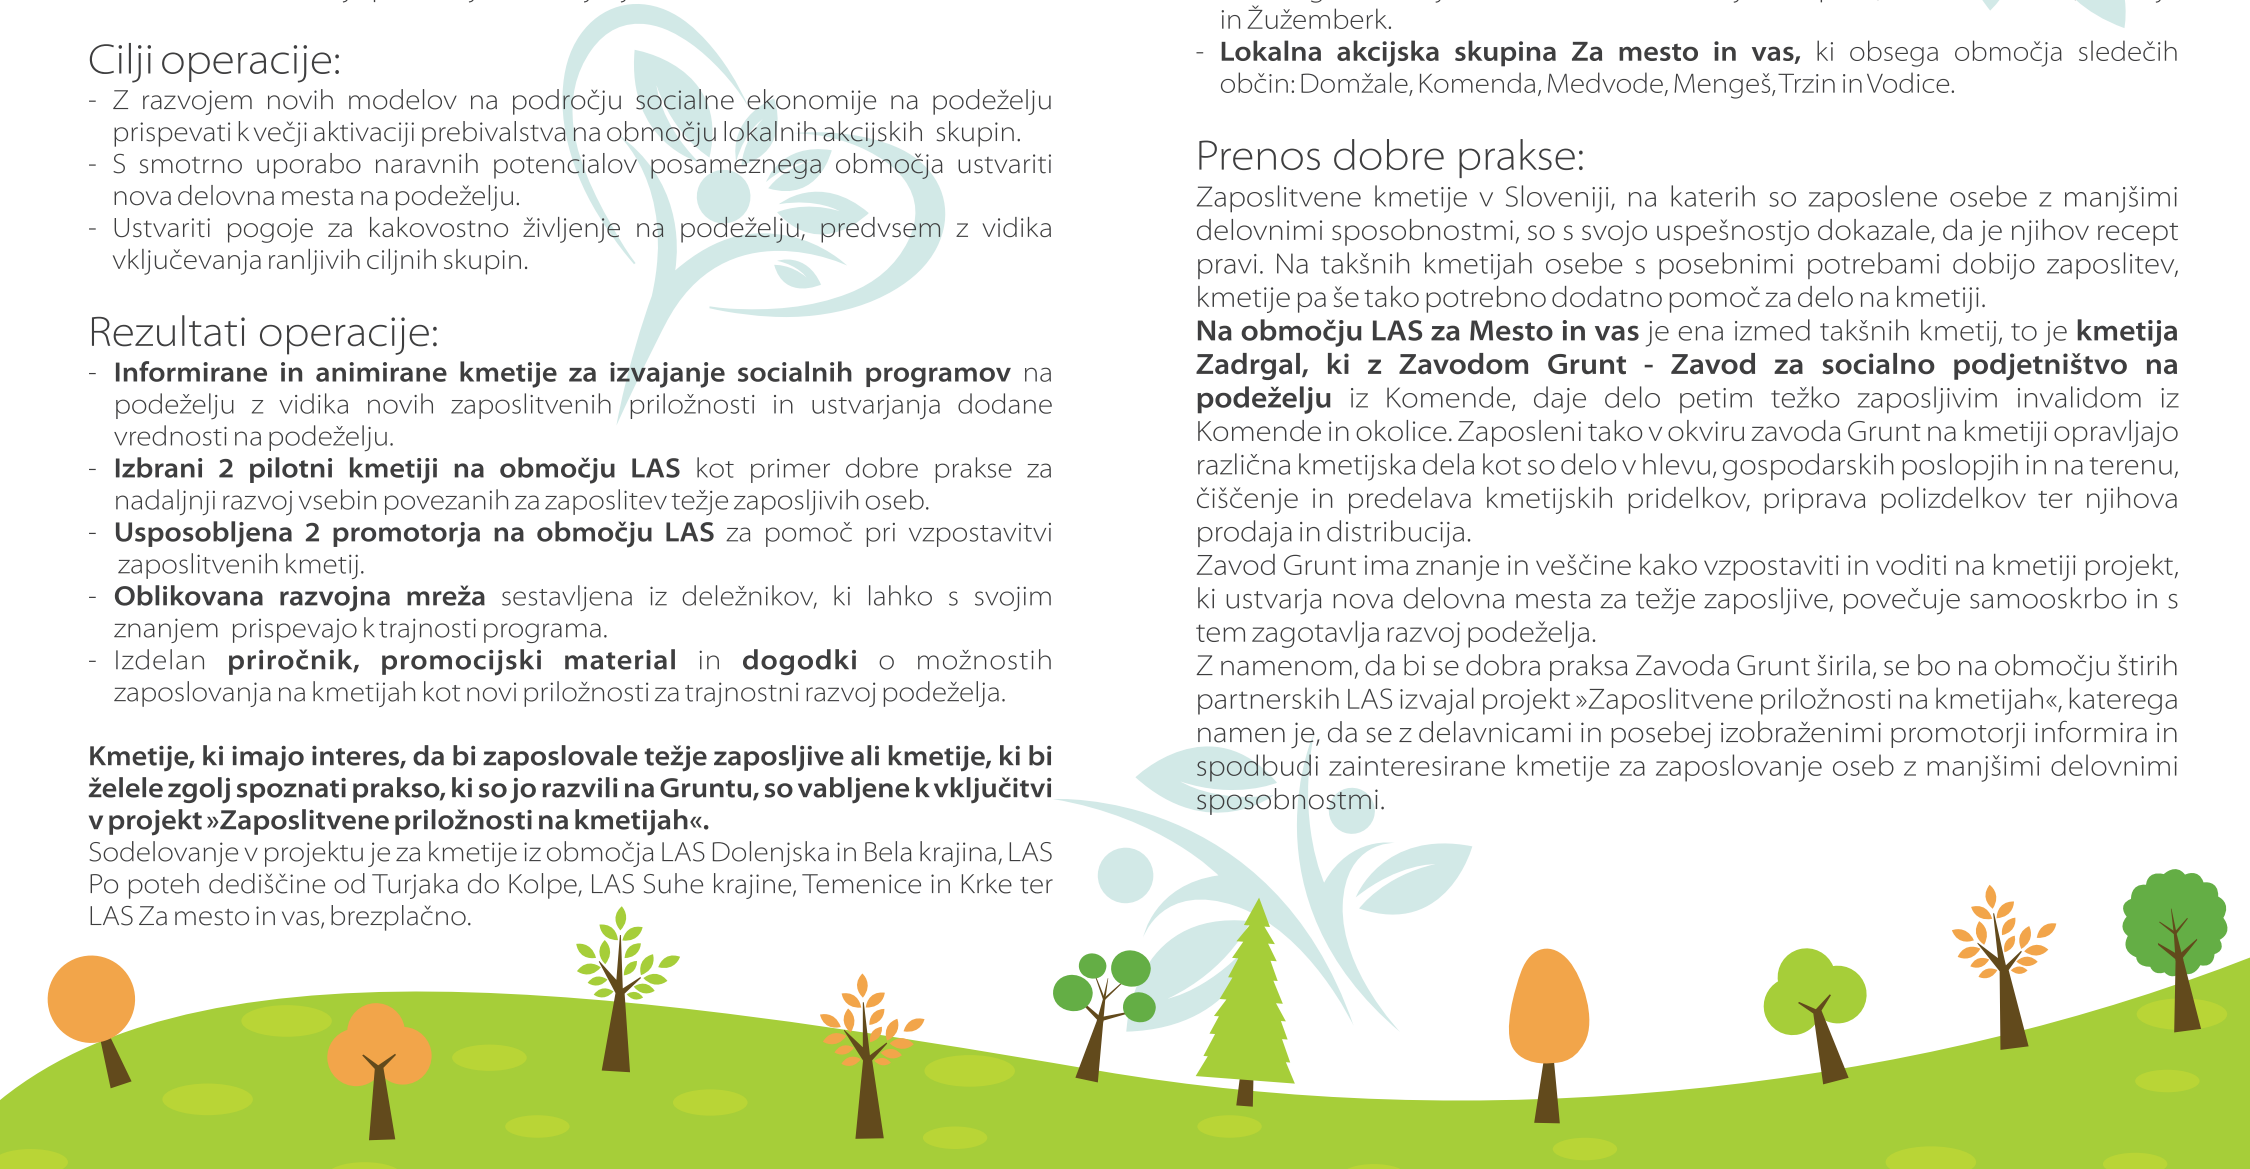 Cilji operacije:
- Z razvojem novih modelov na področju socialne ekonomije na podeželju
prispevati k večji aktivaciji prebivalstva na območju lokalnih akcijskih skupin.
- S smotrno uporabo naravnih potencialov posameznega območja ustvariti
nova delovna mesta na podeželju.
- Ustvariti pogoje za kakovostno življenje na podeželju, predvsem z vidika
vključevanja ranljivih ciljnih skupin.
Rezultati operacije:
- Informirane in animirane kmetije za izvajanje socialnih programov na
podeželju z vidika novih zaposlitvenih priložnosti in ustvarjanja dodane
vrednosti na podeželju.
- Izbrani 2 pilotni kmetiji na območju LAS kot primer dobre prakse za
nadaljnji razvoj vsebin povezanih za zaposlitev težje zaposljivih oseb.
- Usposobljena 2 promotorja na območju LAS za pomoč pri vzpostavitvi
zaposlitvenih kmetij.
- Oblikovana razvojna mreža sestavljena iz deležnikov, ki lahko s svojim
znanjem prispevajo k trajnosti programa.
- Izdelan priročnik, promocijski material in dogodki o možnostih
zaposlovanja na kmetijah kot novi priložnosti za trajnostni razvoj podeželja.
Kmetije, ki imajo interes, da bi zaposlovale težje zaposljive ali kmetije, ki bi
želele zgolj spoznati prakso, ki so jo razvili na Gruntu, so vabljene k vključitvi
v projekt »Zaposlitvene priložnosti na kmetijah«.
Sodelovanje v projektu je za kmetije iz območja LAS Dolenjska in Bela krajina, LAS
Po poteh dediščine od Turjaka do Kolpe, LAS Suhe krajine, Temenice in Krke ter
LAS Za mesto in vas, brezplačno.
in Žužemberk.
- Lokalna akcijska skupina Za mesto in vas, ki obsega območja sledečih
občin: Domžale, Komenda, Medvode, Mengeš, Trzin in Vodice.
Prenos dobre prakse:
Zaposlitvene kmetije v Sloveniji, na katerih so zaposlene osebe z manjšimi
delovnimi sposobnostmi, so s svojo uspešnostjo dokazale, da je njihov recept
pravi. Na takšnih kmetijah osebe s posebnimi potrebami dobijo zaposlitev,
kmetije pa še tako potrebno dodatno pomoč za delo na kmetiji.
Na območju LAS za Mesto in vas je ena izmed takšnih kmetij, to je kmetija
Zadrgal, ki z Zavodom Grunt - Zavod za socialno podjetništvo na
podeželju iz Komende, daje delo petim težko zaposljivim invalidom iz
Komende in okolice. Zaposleni tako v okviru zavoda Grunt na kmetiji opravljajo
različna kmetijska dela kot so delo v hlevu, gospodarskih poslopjih in na terenu,
čiščenje in predelava kmetijskih pridelkov, priprava polizdelkov ter njihova
prodaja in distribucija.
Zavod Grunt ima znanje in veščine kako vzpostaviti in voditi na kmetiji projekt,
ki ustvarja nova delovna mesta za težje zaposljive, povečuje samooskrbo in s
tem zagotavlja razvoj podeželja.
Z namenom, da bi se dobra praksa Zavoda Grunt širila, se bo na območju štirih
partnerskih LAS izvajal projekt »Zaposlitvene priložnosti na kmetijah«, katerega
namen je, da se z delavnicami in posebej izobraženimi promotorji informira in
spodbudi zainteresirane kmetije za zaposlovanje oseb z manjšimi delovnimi
sposobnostmi.